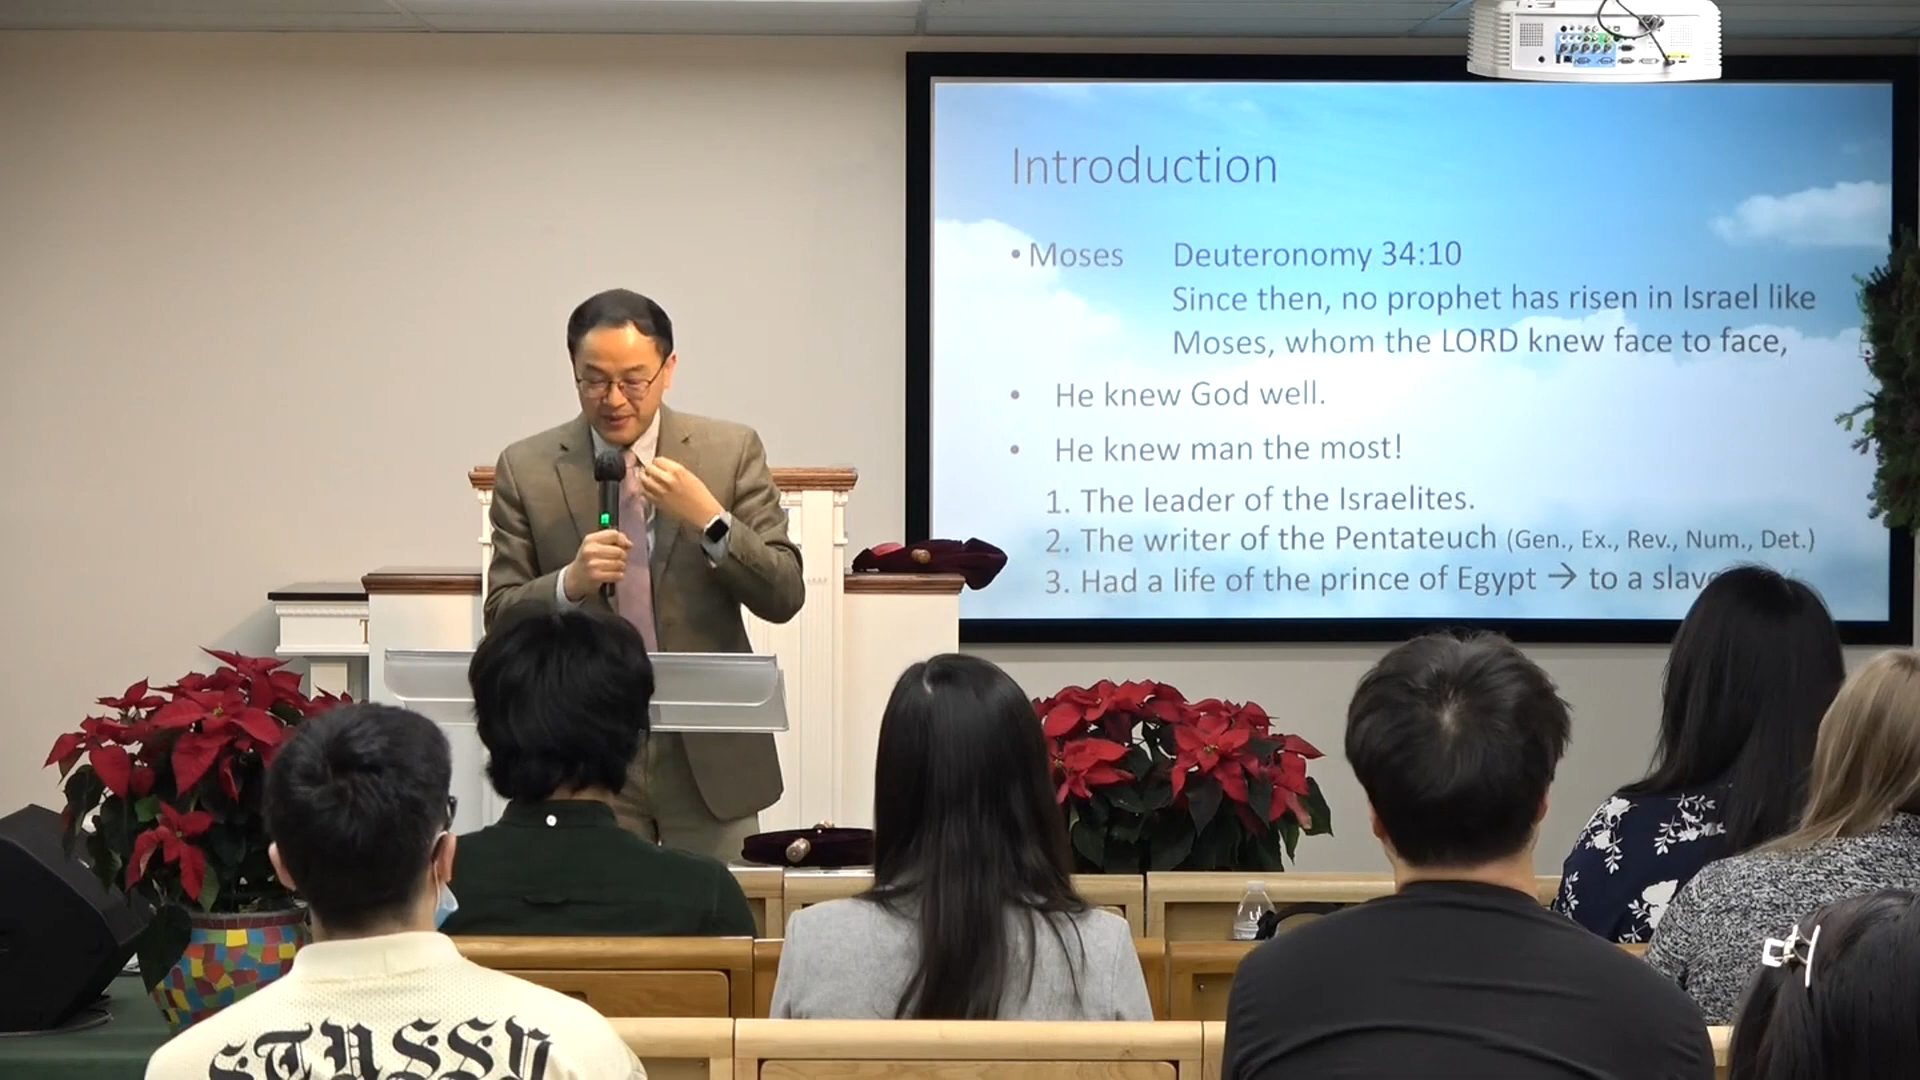 Introduction
• Moses Deuteronomy 34:10
Since then, no prophet has risen in Israel like
Moses, whom the LORD knew face to face,
• He knew God well.
• He knew man the most!
1. The leader of the Israelites.
2. The writer of the Pentateuch (Gen., Ex., Rev., Num., Det.)
3. Had a life of the prince of Egypt → to a slav
STUSSY